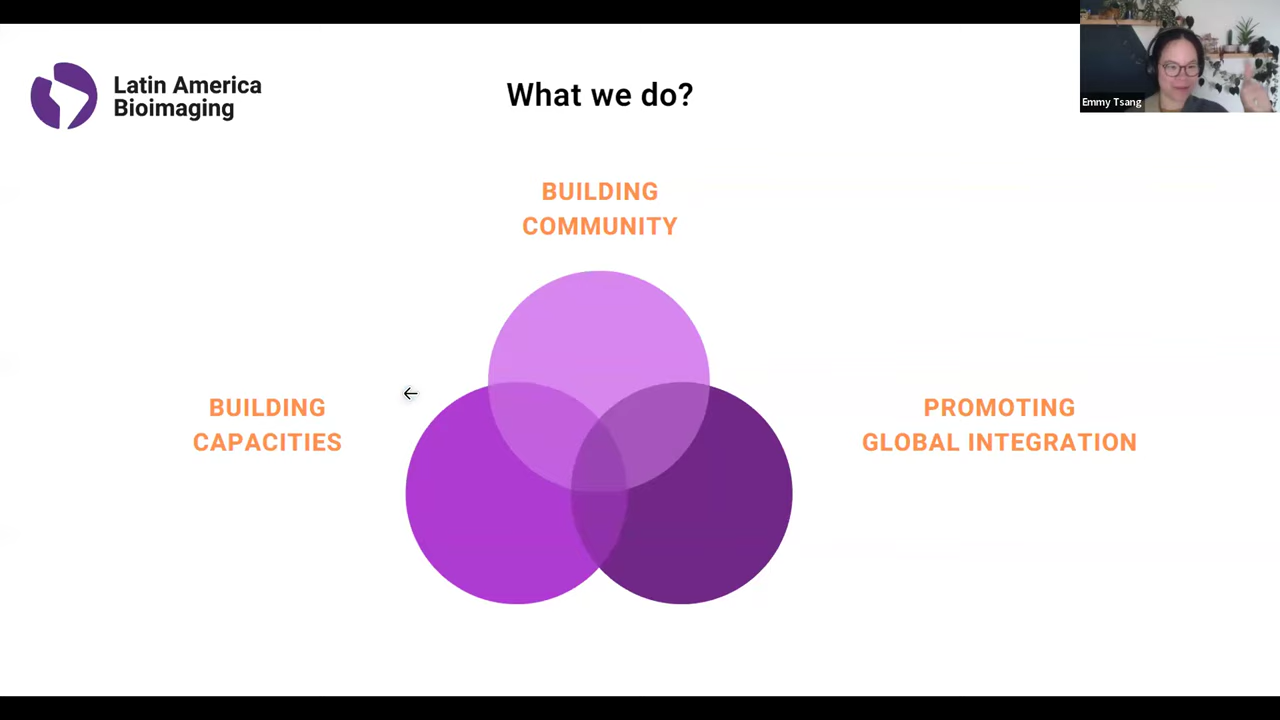 Latin America
Bioimaging
What we do?
Emmy Tsang
BUILDING
COMMUNITY
BUILDING
CAPACITIES
PROMOTING
GLOBAL INTEGRATION